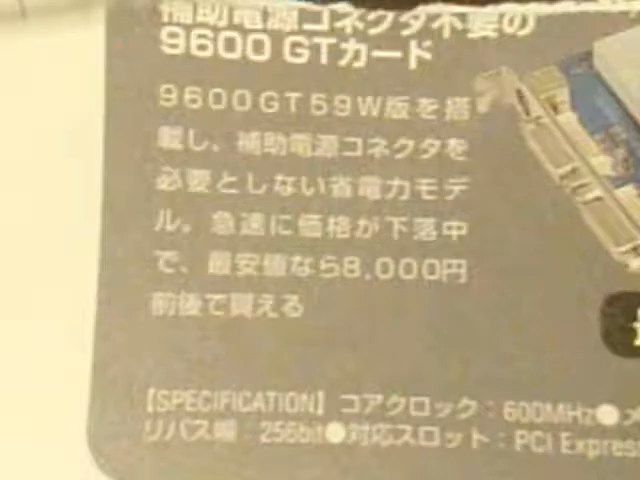 補助電源コネクタ不要の
9600 GTカード
9600GT59W版を搭
載し、補助電源コネクタを
必要としない省電力モデ
ル。急速に価格が下落中
で、最安値なら8,000円
前後で買える
【SPECIFICATION】コアクロック：600MHz●メ
リバス幅：256bit●対応スロット：PCI Express